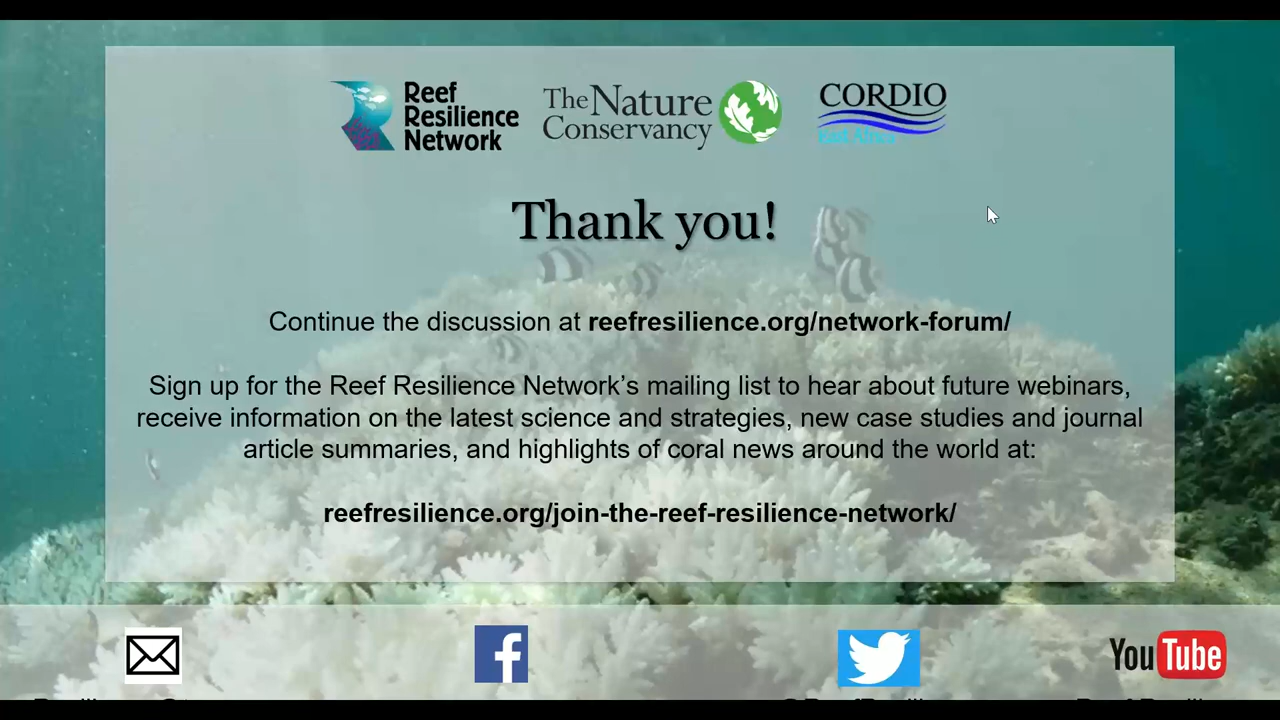 Reef
Resilience
Network
The Nature
Conservancy
CORDIO
East Africa
Thank you!
Continue the discussion at reefresilience.org/network-forum/
Sign up for the Reef Resilience Network’s mailing list to hear about future webinars,
receive information on the latest science and strategies, new case studies and journal
article summaries, and highlights of coral news around the world at:
reefresilience.org/join-the-reef-resilience-network/
f
YouTube